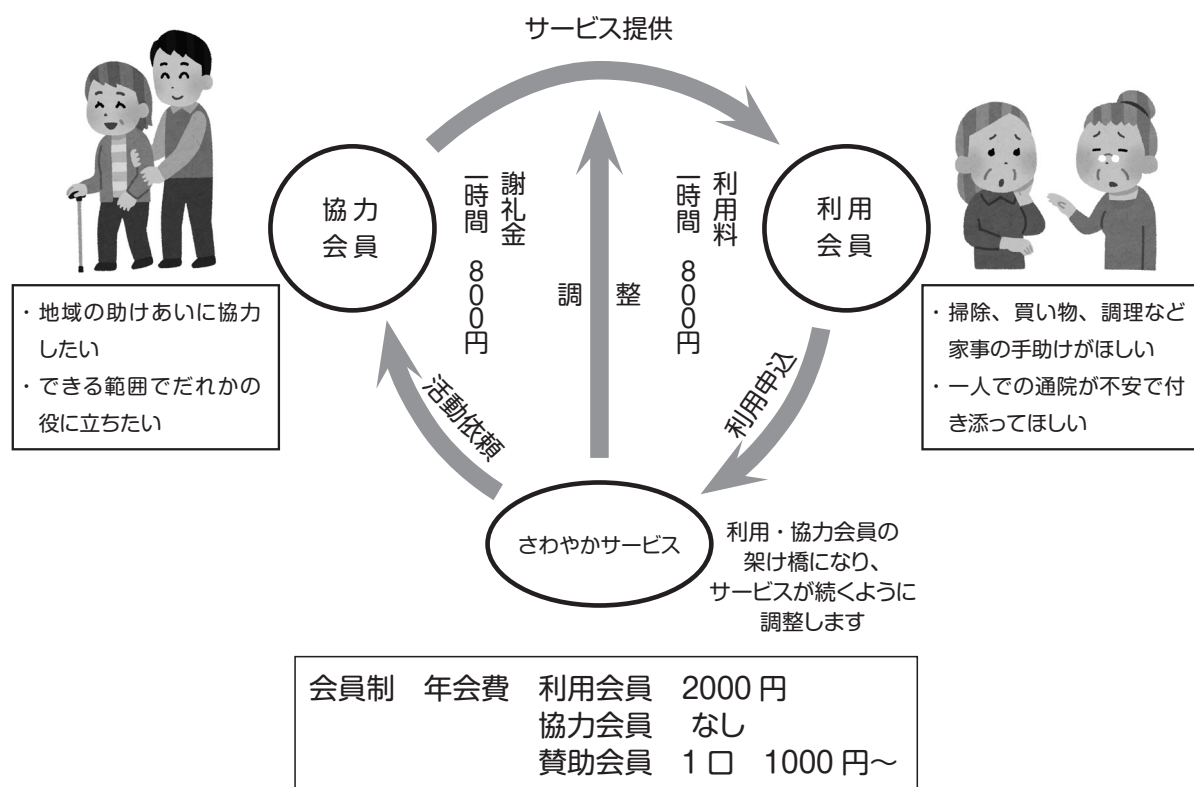 サービス提供
協力
会員
謝礼金
一時間 800円
調整
利用料
一時間 800円
利用
会員
・地域の助けあいに協力
したい
・できる範囲でだれかの
役に立ちたい
・掃除、買い物、調理など
家事の手助けがほしい
・一人での通院が不安で付
き添ってほしい
活動依頼
利用申込
さわやかサービス
利用・協力会員の
架け橋になり、
サービスが続くように
調整します
会員制 年会費 利用会員 2000円
協力会員 なし
賛助会員 1口 1000円～